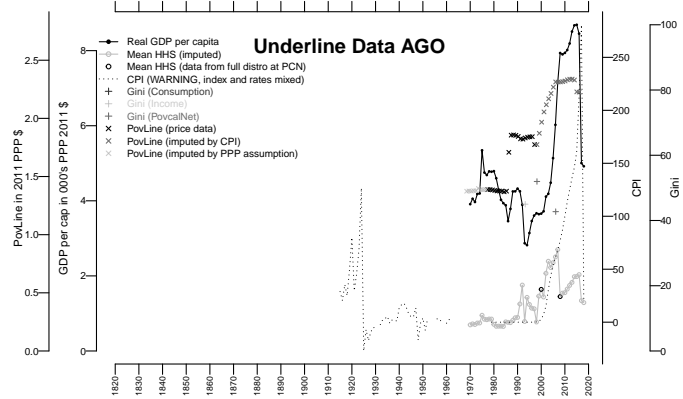 Underline Data AGO
Real GDP per capita
Mean HHS (imputed)
Mean HHS (data from full distro at PCN)
CPI (WARNING, index and rates mixed)
Gini (Consumption)
Gini (Income)
Gini (PovcalNet)
PovLine (price data)
PovLine (imputed by CPI)
PovLine (imputed by PPP assumption)
PovLine in 2011 PPP $
0.0 0.5 1.0 1.5 2.0 2.5
GDP per cap in 000's PPP 2011 $
0 2 4 6 8
CPI
0 50 100 150 200 250
Gini
0 20 40 60 80 100
1820 1830 1840 1850 1860 1870 1880 1890 1900 1910 1920 1930 1940 1950 1960 1970 1980 1990 2000 2010 2020